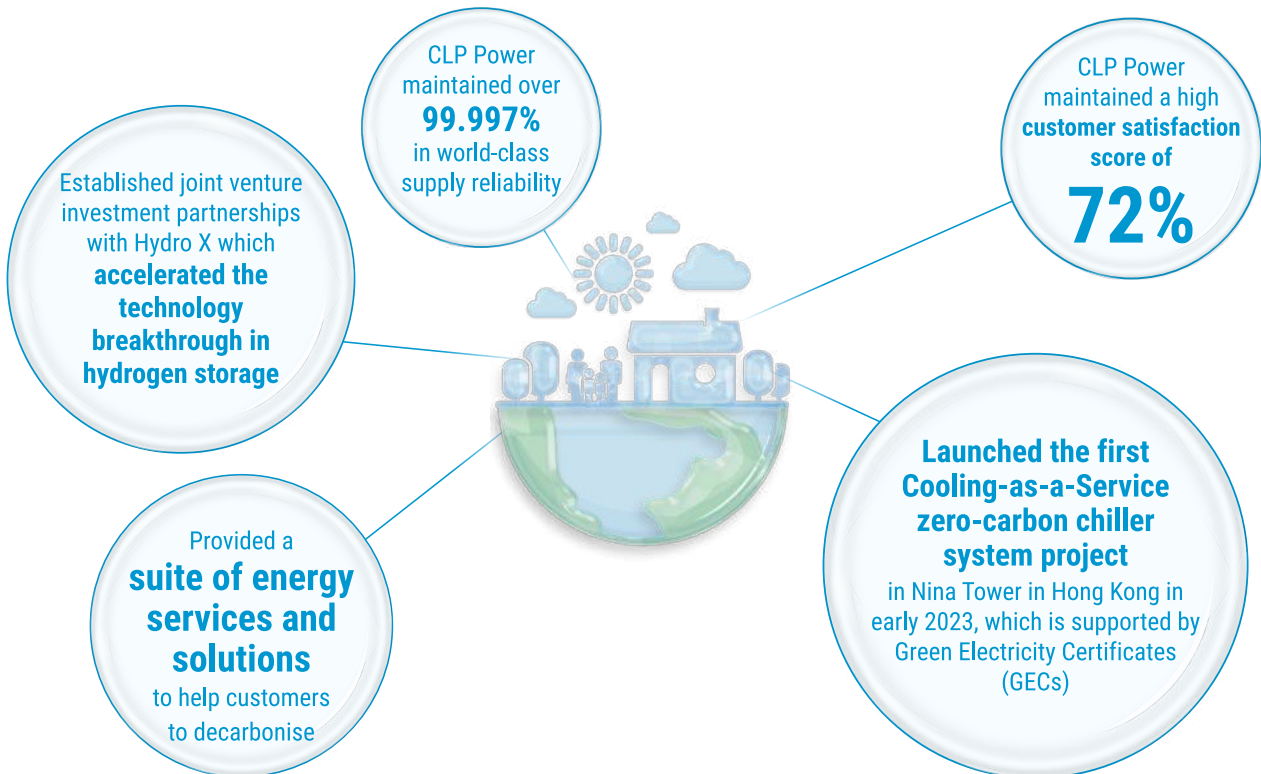 CLP Power
maintained over
99.997%
in world-class
supply reliability
CLP Power
maintained a high
customer satisfaction
score of
72%
Established joint venture
investment partnerships
with Hydro X which
accelerated the
technology
breakthrough in
hydrogen storage
Launched the first
Cooling-as-a-Service
zero-carbon chiller
system project
in Nina Tower in Hong Kong in
early 2023, which is supported by
Green Electricity Certificates
(GECs)
Provided a
suite of energy
services and
solutions
to help customers
to decarbonise